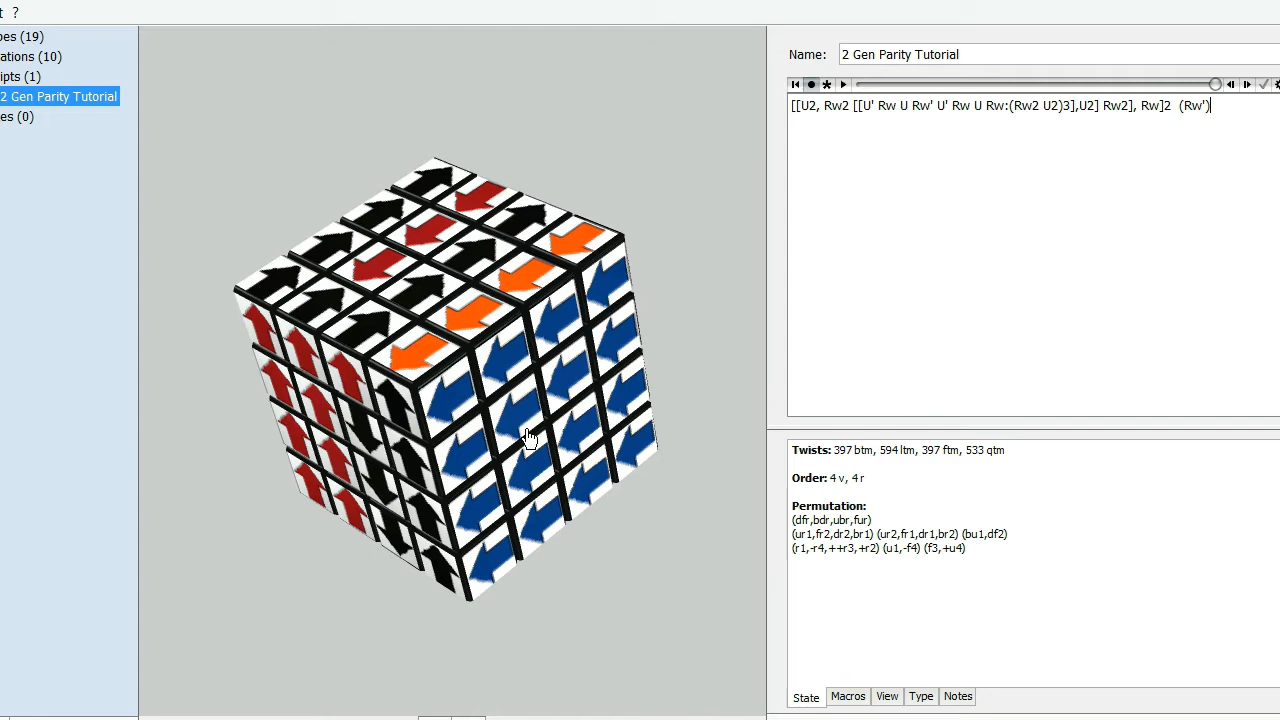 t ?
pes (19)
rations (10)
ipts (1)
2 Gen Parity Tutorial
es (0)
Name: 2 Gen Parity Tutorial
[[U2, Rw2 [[U' Rw U Rw' U' Rw U Rw:(Rw2 U2)3],U2] Rw2], Rw]2 (Rw')
Twists: 397 btm, 594 ltm, 397 ftm, 533 qtm
Order: 4 v, 4 r
Permutation:
(dfr,bdr,ubr,fur)
(ur1,fr2,dr2,br1) (ur2,fr1,dr1,br2) (bu1,df2)
(r1,-r4,++r3,+r2) (u1,-f4) (f3,+u4)
State Macros View Type Notes